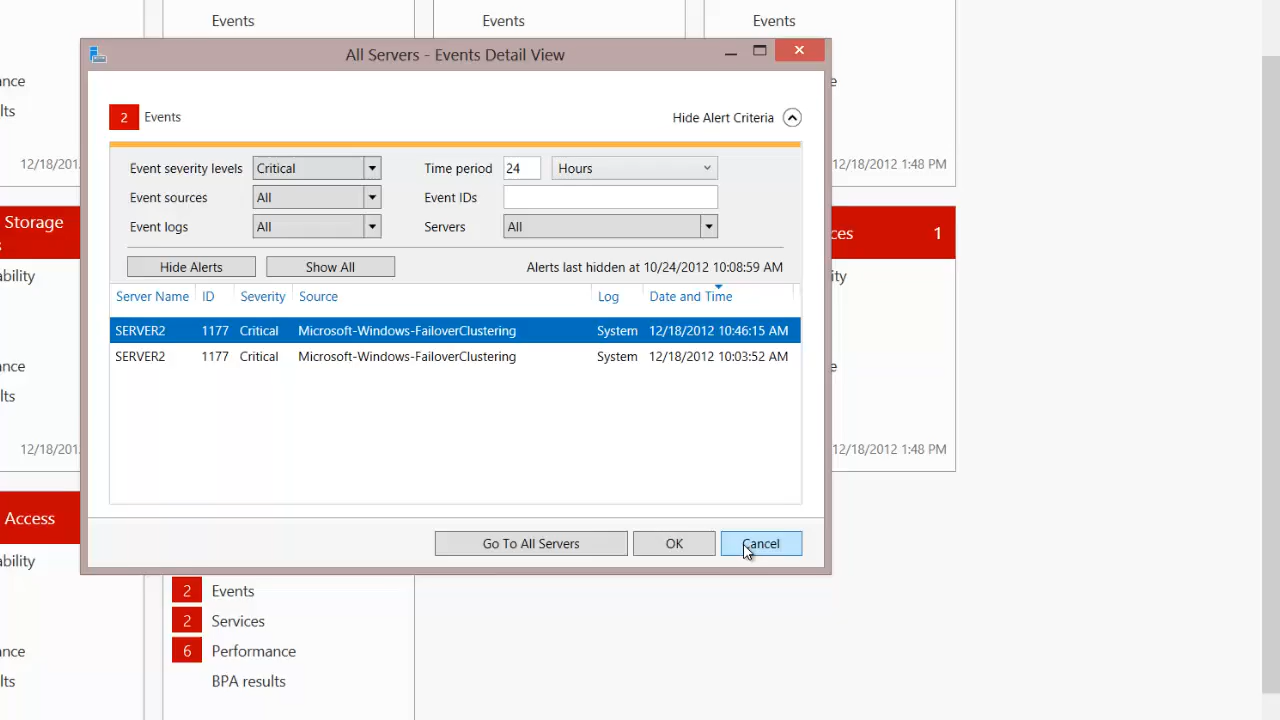 Events
Events
Events
ance
lts
12/18/201
12/18/2012 1:48 PM
Storage
s
ability
ance
lts
12/18/201
ces 1
ity
e
e
12/18/2012 1:48 PM
Access
ability
ance
lts
All Servers - Events Detail View
2 Events
Hide Alert Criteria
Event severity levels Critical Time period 24 Hours
Event sources All Event IDs
Event logs All Servers All
Hide Alerts Show All Alerts last hidden at 10/24/2012 10:08:59 AM
Server Name ID Severity Source Log Date and Time
SERVER2 1177 Critical Microsoft-Windows-FailoverClustering System 12/18/2012 10:46:15 AM
SERVER2 1177 Critical Microsoft-Windows-FailoverClustering System 12/18/2012 10:03:52 AM
Go To All Servers OK Cancel
2 Events
2 Services
6 Performance
BPA results